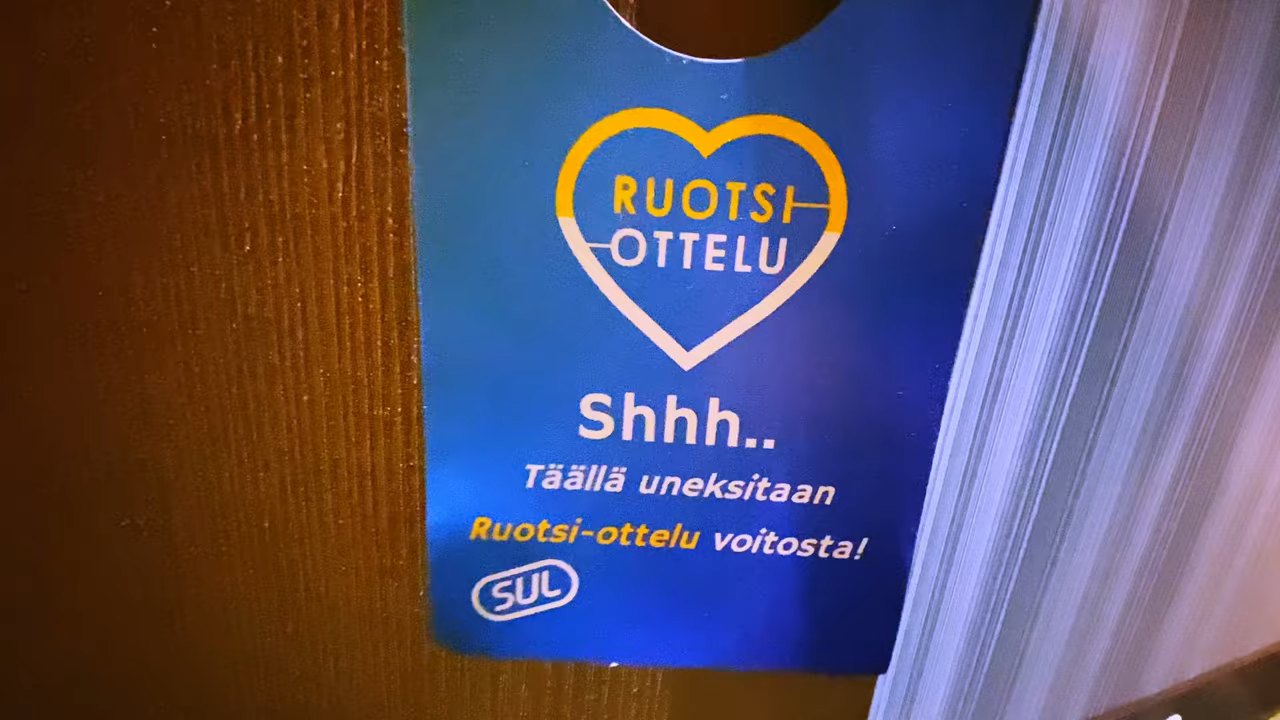 RUOTSI-
-OTTELU
Shhh..
Täällä uneksitaan
Ruotsi-ottelu voitosta!
SUL